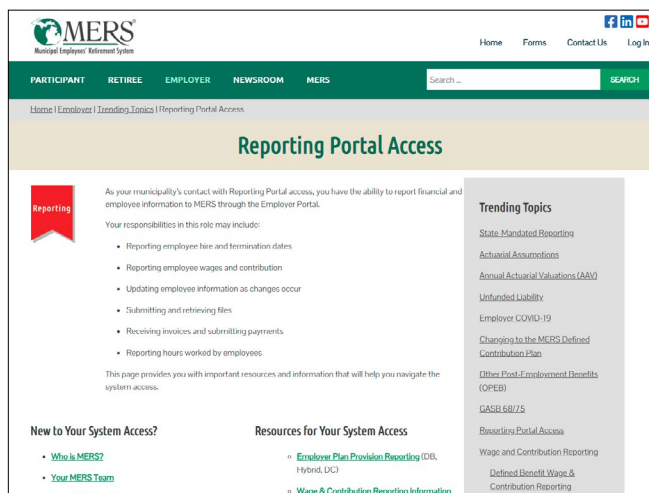 MERS
Municipal Employees' Retirement System
Home Forms Contact Us Log In
PARTICIPANT RETIREE EMPLOYER NEWSROOM MERS Search ... SEARCH
Home | Employer | Trending Topics | Reporting Portal Access
Reporting Portal Access
Reporting
As your municipality's contact with Reporting Portal access, you have the ability to report financial and
employee information to MERS through the Employer Portal.
Your responsibilities in this role may include:
• Reporting employee hire and termination dates
• Reporting employee wages and contribution
• Updating employee information as changes occur
• Submitting and retrieving files
• Receiving invoices and submitting payments
• Reporting hours worked by employees
This page provides you with important resources and information that will help you navigate the
system access.
New to Your System Access?
• Who is MERS?
• Your MERS Team
Resources for Your System Access
Employer Plan Provision Reporting (DB,
Hybrid, DC)
Wage & Contribution Reporting Information
Trending Topics
State-Mandated Reporting
Actuarial Assumptions
Annual Actuarial Valuations (AAV)
Unfunded Liability
Employer COVID-19
Changing to the MERS Defined
Contribution Plan
Other Post-Employment Benefits
(OPEB)
GASB 68/75
Reporting Portal Access
Wage and Contribution Reporting
Defined Benefit Wage &
Contribution Reporting